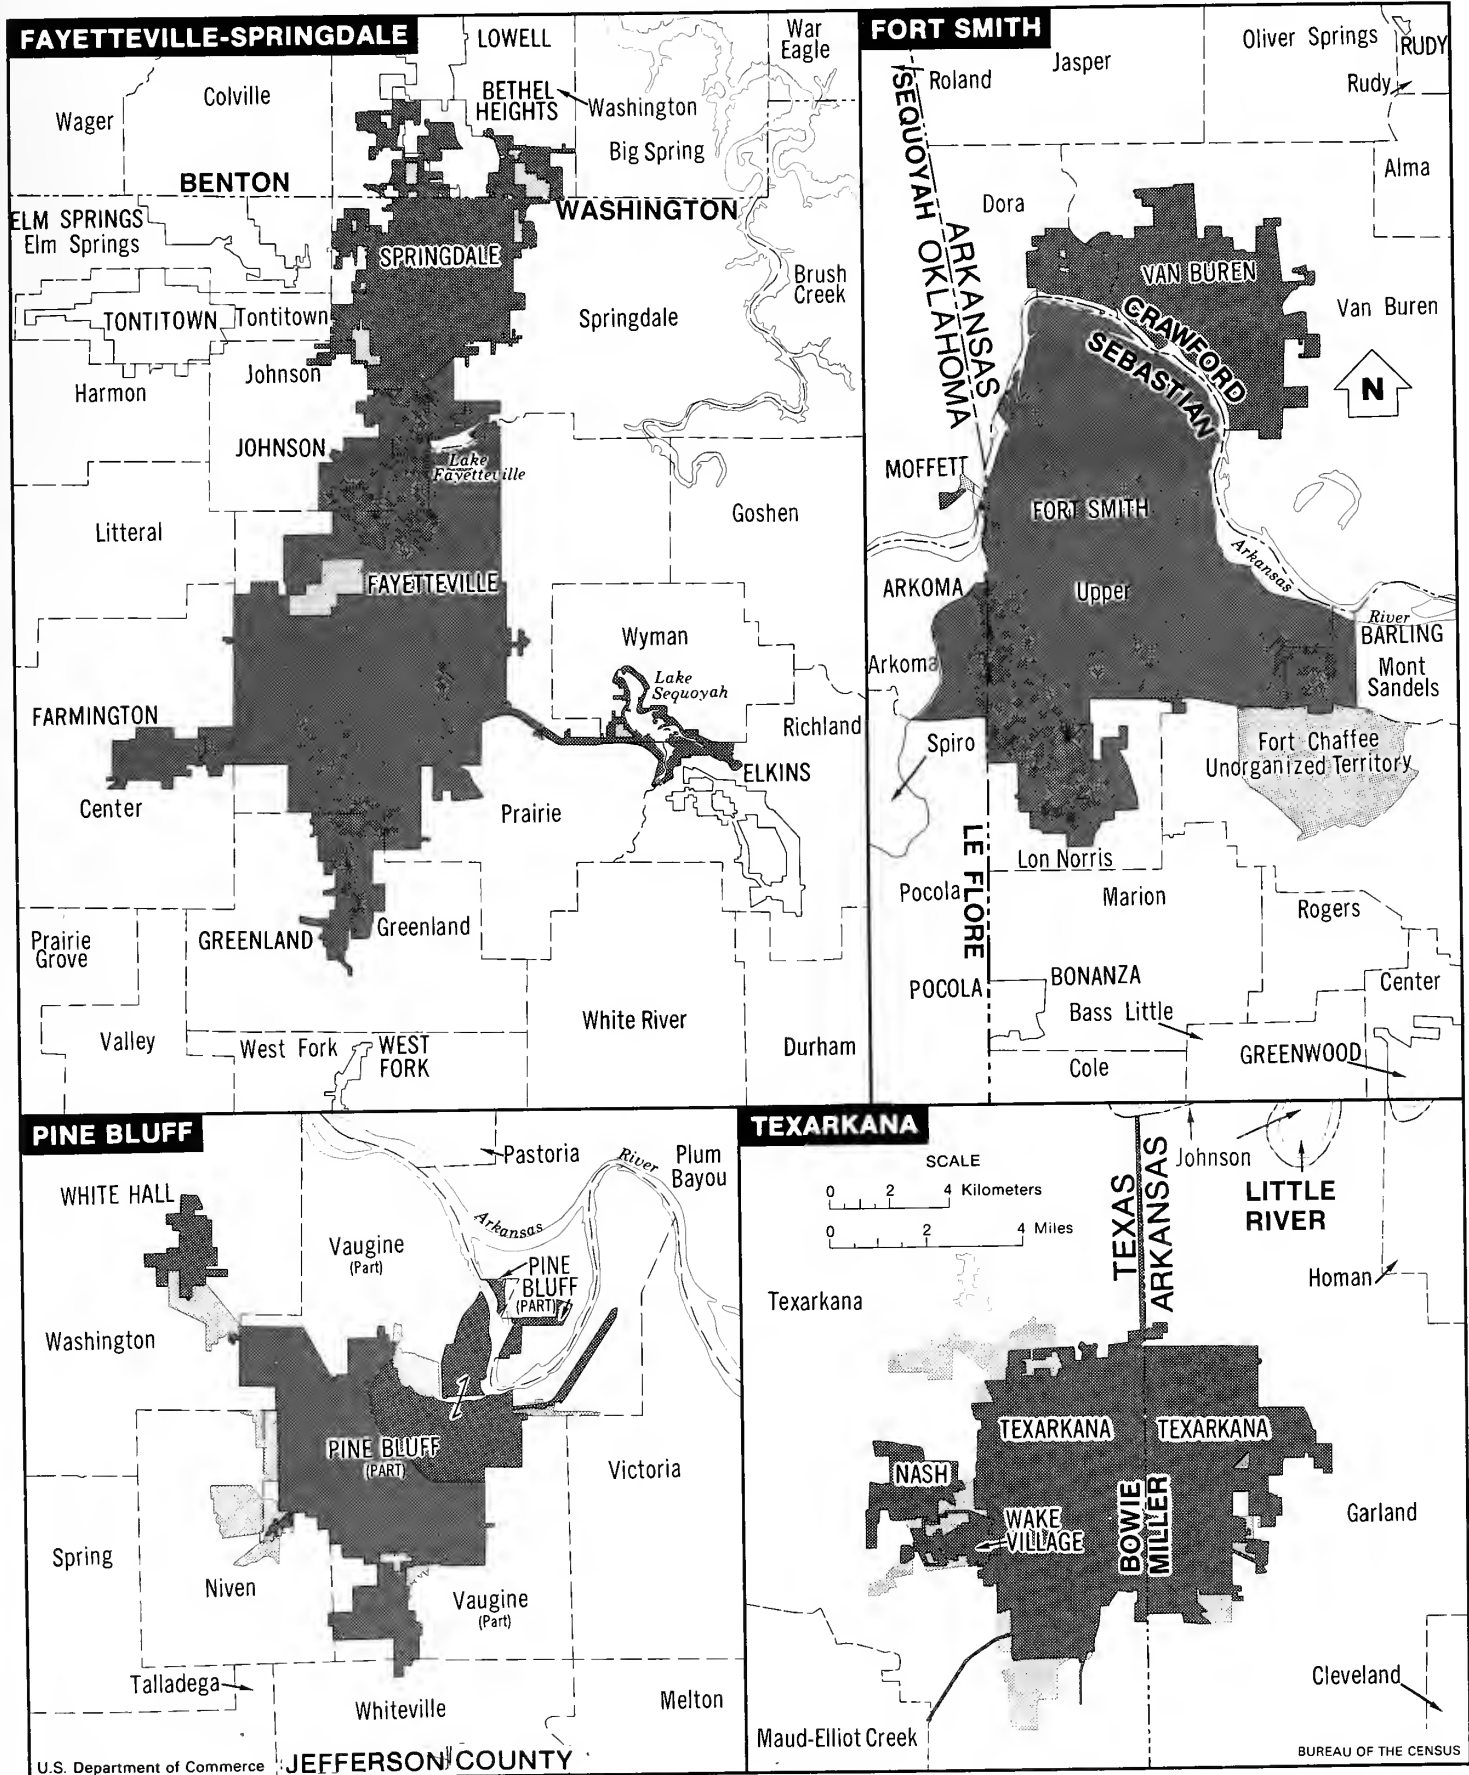 FAYETTEVILLE-SPRINGDALE
LOWELL
War
Eagle
Colville
BETHEL
HEIGHTS
Washington
Wager
Big Spring
BENTON
WASHINGTON
ELM SPRINGS
Elm Springs
SPRINGDALE
Brush
Creek
TONTITOWN
Tontitown
Springdale
Johnson
Harmon
JOHNSON
Lake
Fayetteville
Goshen
Litteral
FAYETTEVILLE
Wyman
Lake
Sequoyah
FARMINGTON
Richland
ELKINS
Center
Prairie
Greenland
GREENLAND
Prairie
Grove
White River
Valley
West Fork
WEST
FORK
Durham
FORT SMITH
Oliver Springs
RUDY
Jasper
Roland
Rudy
SEQUOYAH
OKLAHOMA
ARKANSAS
Alma
Dora
VAN BUREN
Van Buren
CRAWFORD
SEBASTIAN
N
MOFFETT
FORT SMITH
Arkansas
River
ARKOMA
Upper
BARLING
Arkoma
Mont
Sandels
Spiro
Fort Chaffee
Unorganized Territory
LE FLORE
Lon Norris
Pocola
Marion
Rogers
POCOLA
BONANZA
Center
Bass Little
GREENWOOD
Cole
PINE BLUFF
Pastoria
River
Plum
Bayou
WHITE HALL
Arkansas
Vaugine
(Part)
PINE
BLUFF
(PART)
Washington
PINE BLUFF
(PART)
Victoria
Spring
Niven
Vaugine
(Part)
Talladega
Whiteville
Melton
U.S. Department of Commerce
JEFFERSON COUNTY
TEXARKANA
SCALE
0 2 4 Kilometers
0 2 4 Miles
TEXAS
ARKANSAS
Johnson
LITTLE
RIVER
Homan
Texarkana
TEXARKANA
TEXARKANA
NASH
WAKE
VILLAGE
BOWIE
MILLER
Garland
Cleveland
Maud-Elliot Creek
BUREAU OF THE CENSUS